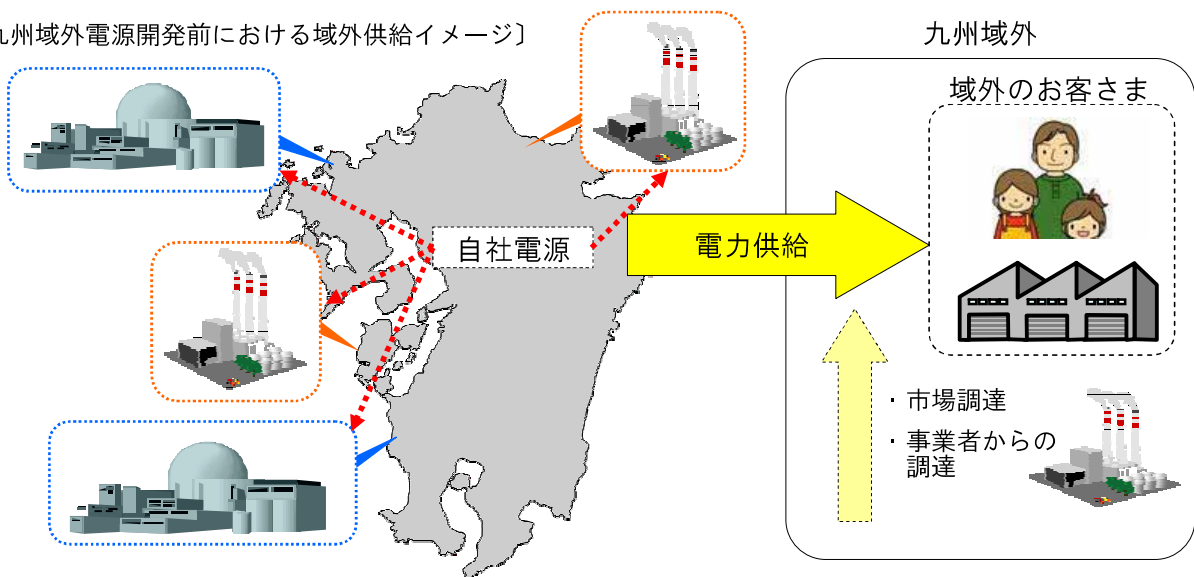 九州域外電源開発前における域外供給イメージ〕
九州域外
域外のお客さま
自社電源
電力供給
・市場調達
・事業者からの
調達